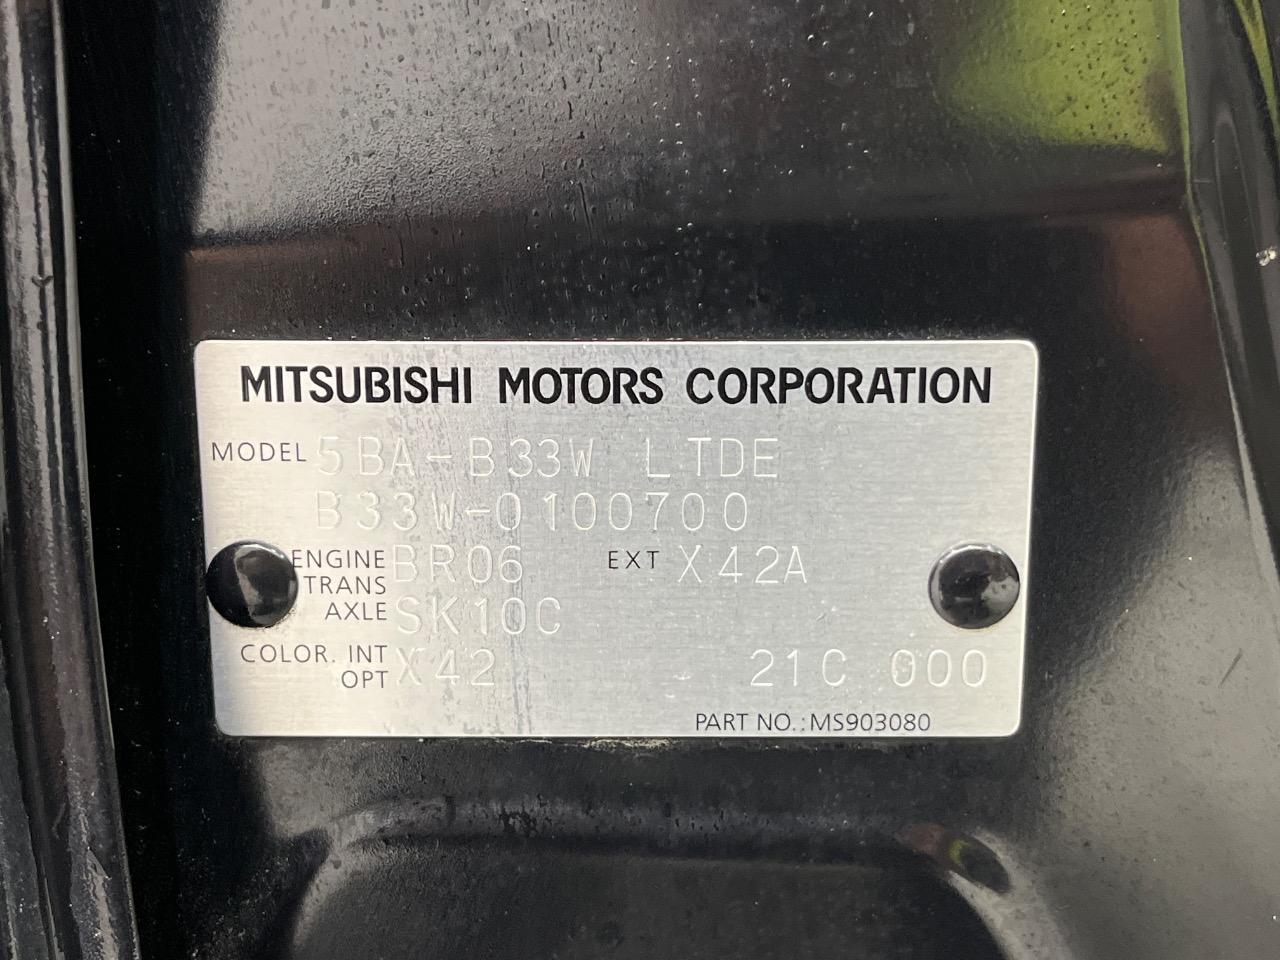 MITSUBISHI MOTORS CORPORATION
MODEL 5BA-B33W LTDE
B33W-0100700
ENGINE BR06 EXT X42A
TRANS
AXLE SK10C
COLOR. INT X42 21C 000
OPT
PART NO.:MS903080